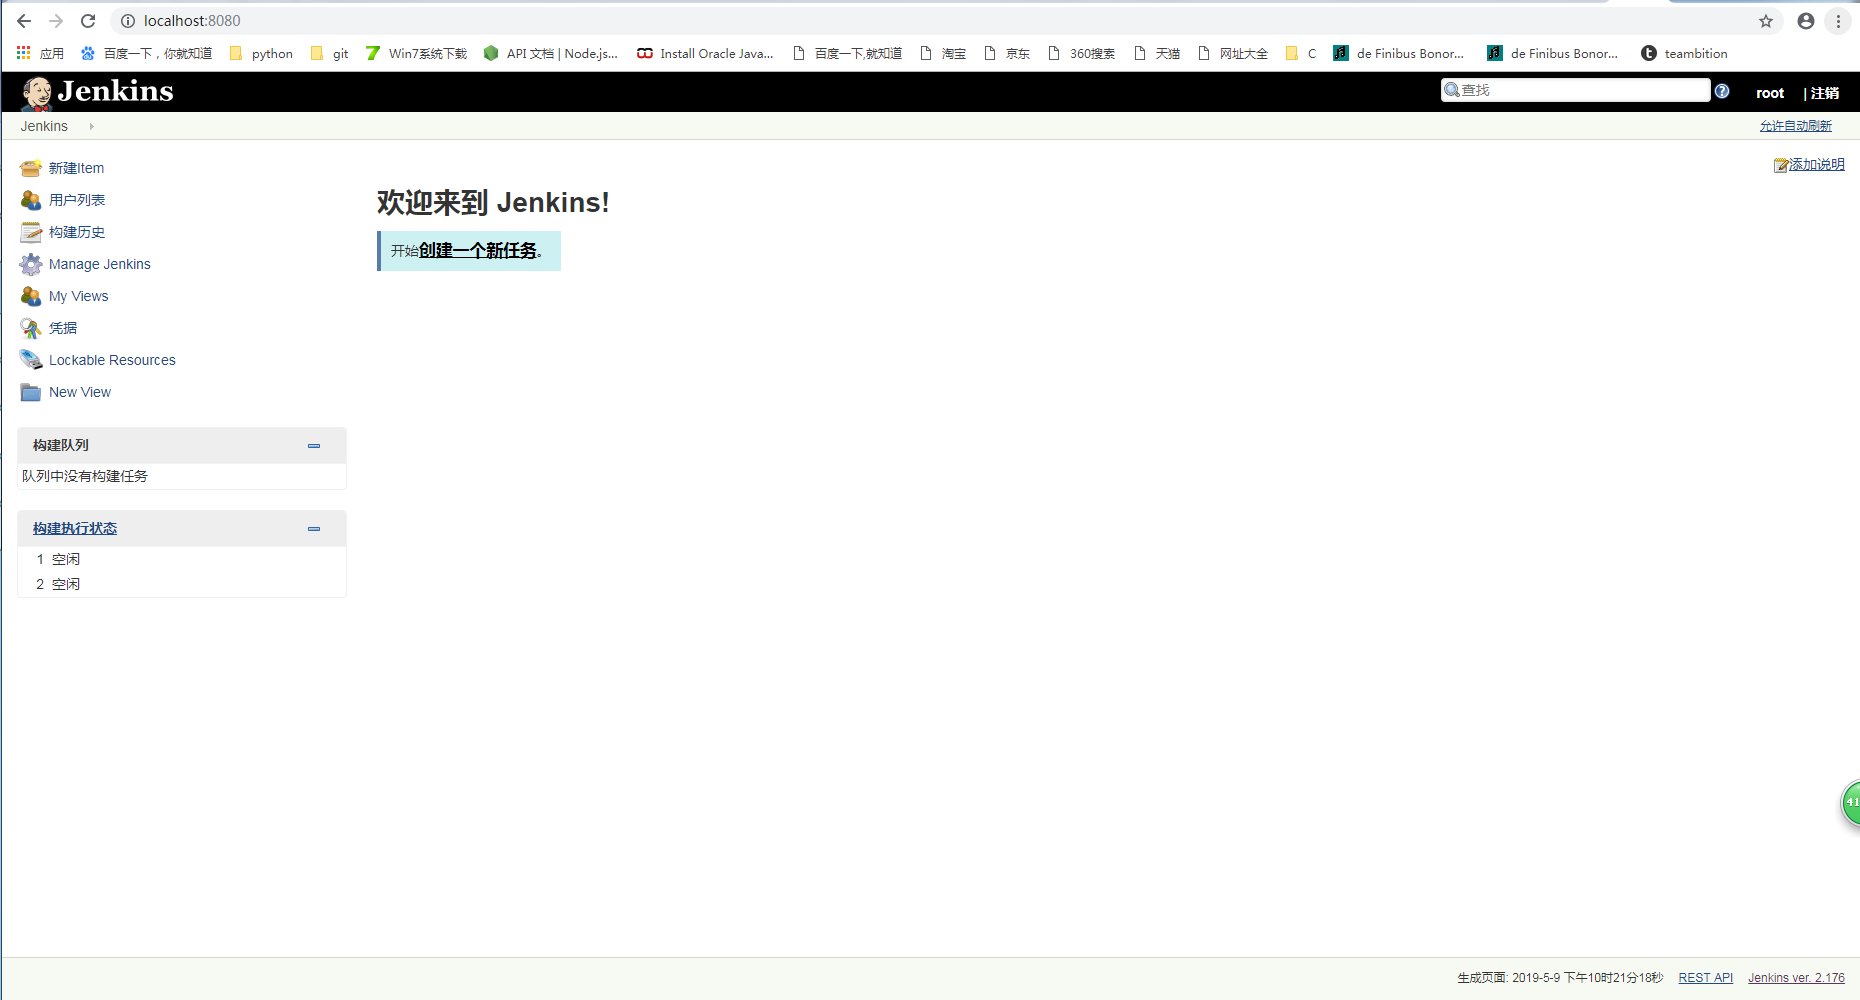 localhost:8080
应用 百度一下，你就知道 python git Win7系统下载 API 文档 | Node.js... Install Oracle Java... 百度一下,就知道 淘宝 京东 360搜索 天猫 网址大全 C de Finibus Bonor... de Finibus Bonor... teambition
Jenkins 查找 root | 注销
Jenkins 允许自动刷新
添加说明
新建Item
用户列表
构建历史
Manage Jenkins
My Views
凭据
Lockable Resources
New View
构建队列
队列中没有构建任务
构建执行状态
1 空闲
2 空闲
欢迎来到 Jenkins!
开始创建一个新任务。
41
生成页面: 2019-5-9 下午10时21分18秒 REST API Jenkins ver. 2.176